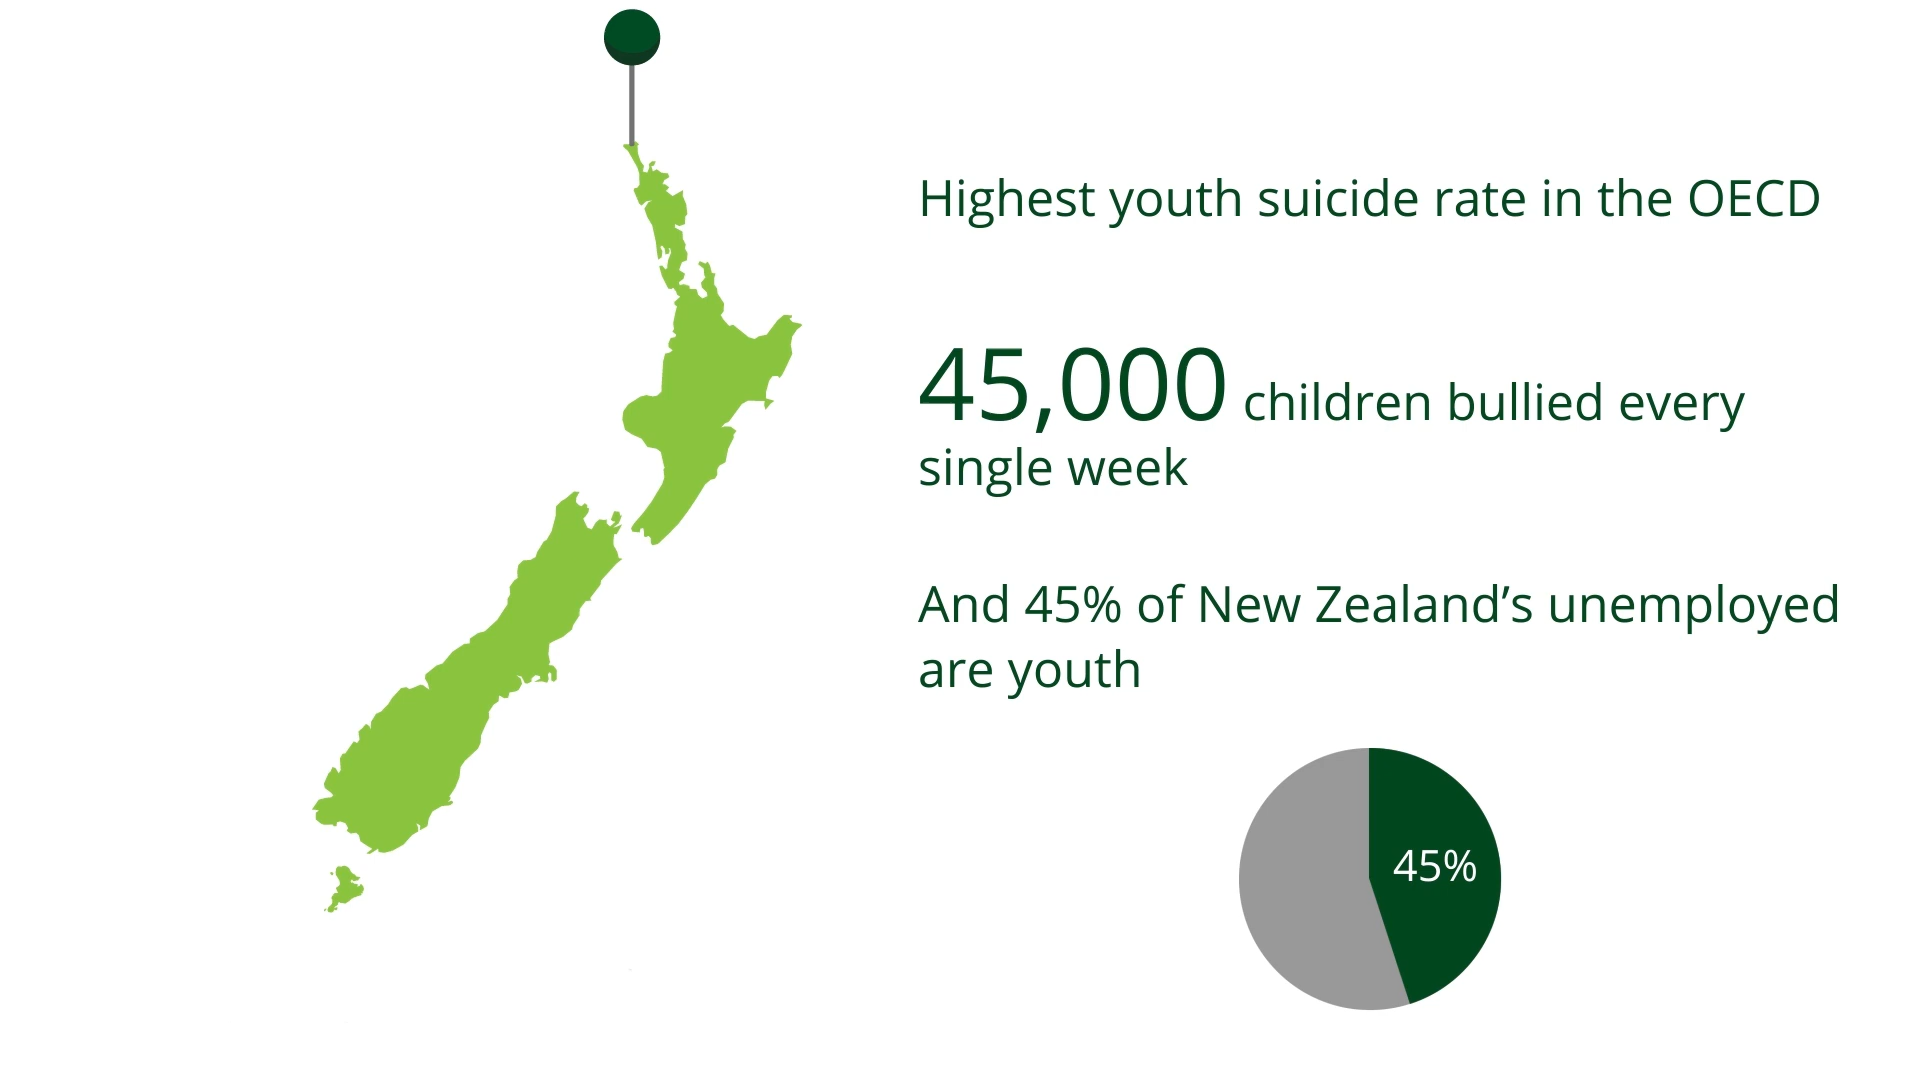 Highest youth suicide rate in the OECD
45,000 children bullied every
single week
And 45% of New Zealand’s unemployed
are youth
45%